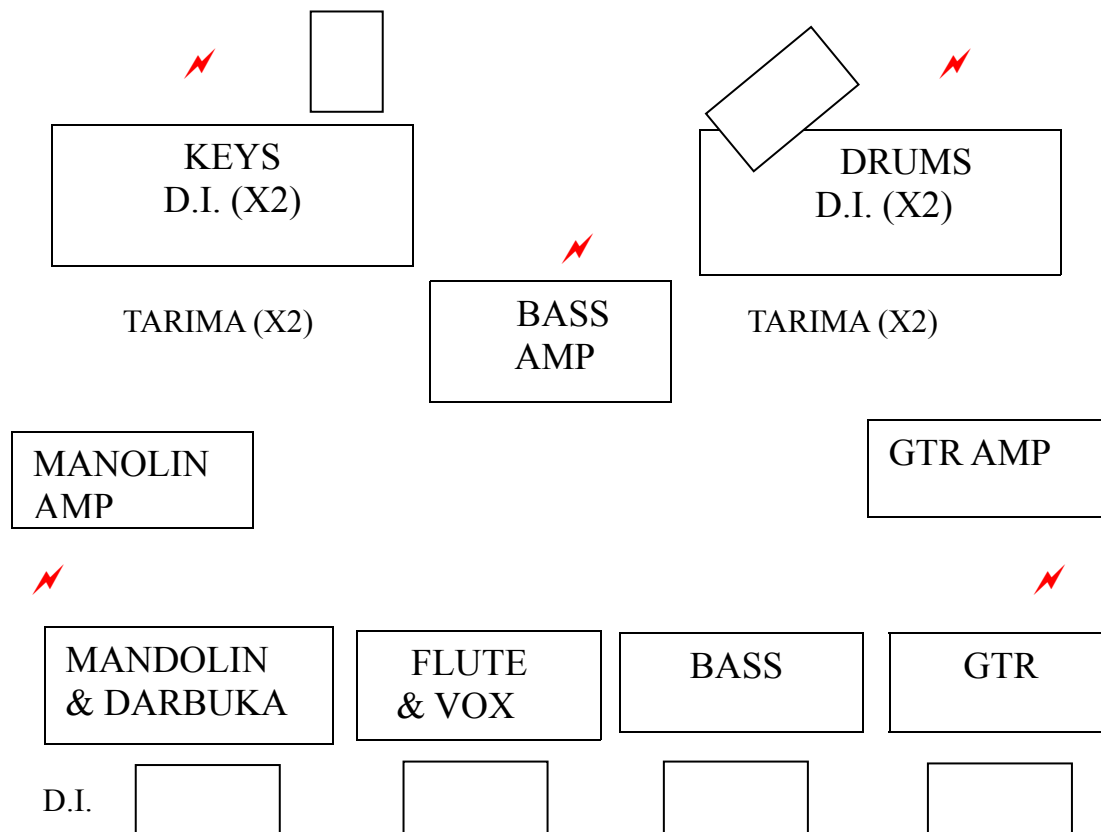 KEYS
D.I. (X2)
DRUMS
D.I. (X2)
TARIMA (X2)
BASS
AMP
TARIMA (X2)
MANOLIN
AMP
GTR AMP
MANDOLIN
& DARBUKA
FLUTE
& VOX
BASS
GTR
D.I.